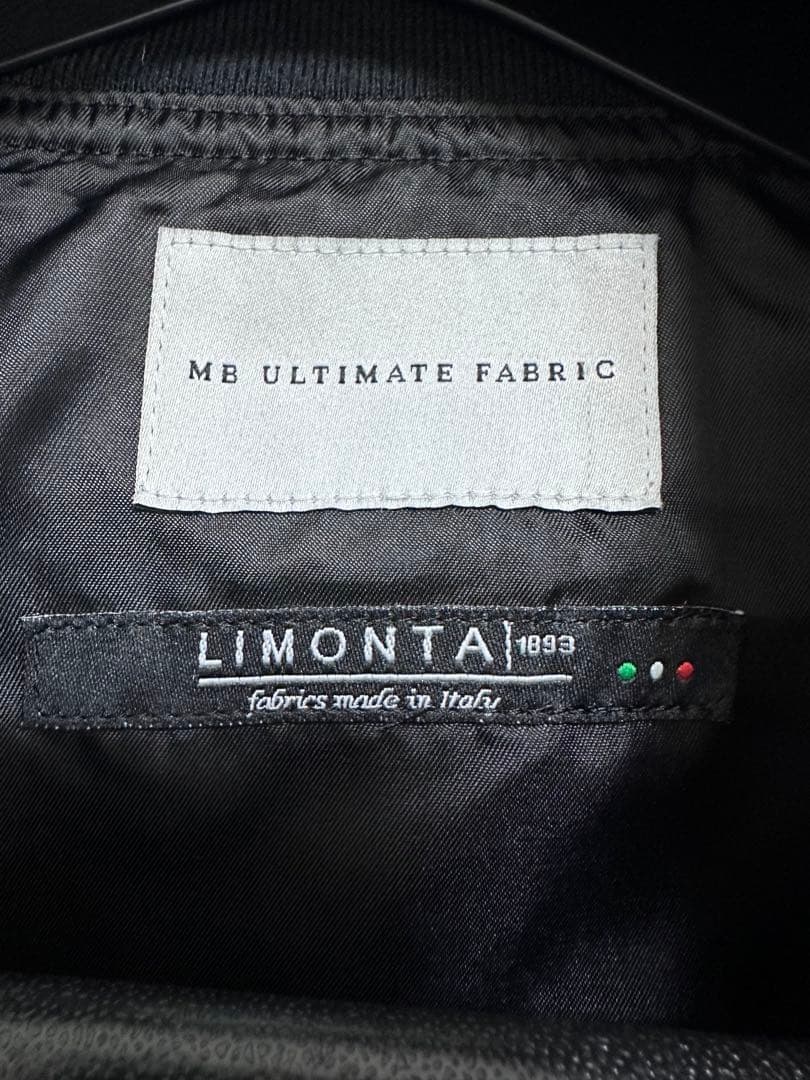 MB ULTIMATE FABRIC
LIMONTA 1893
fabrics made in Italy